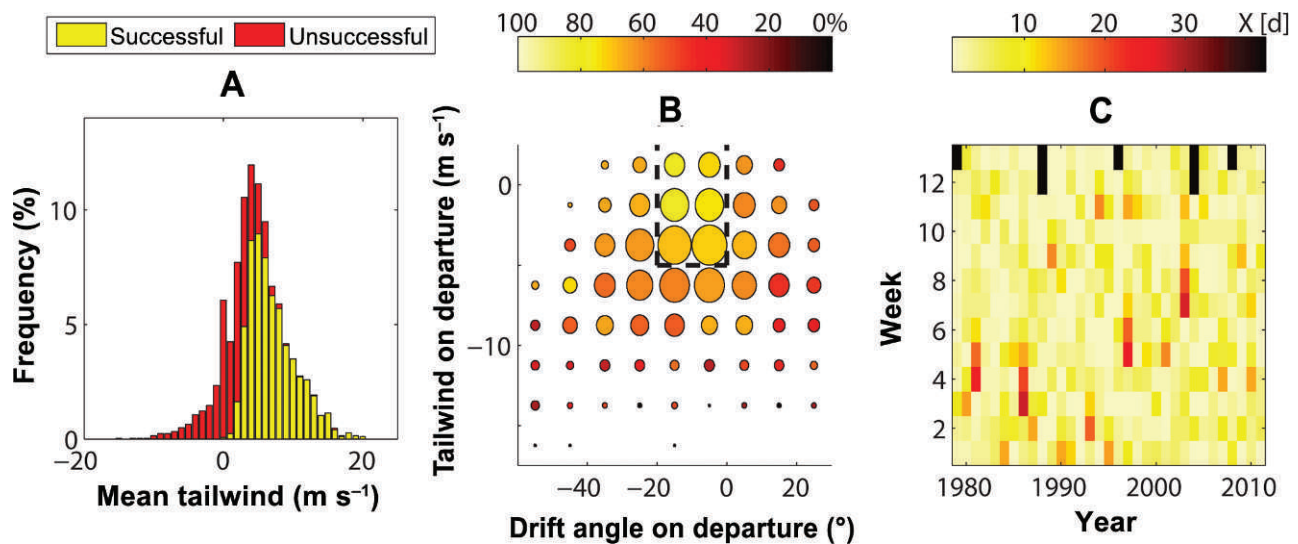 Successful Unsuccessful
A
Frequency (%)
10
5
0
−20 0 20
Mean tailwind (m s⁻¹)
100 80 60 40 20 0%
B
Tailwind on departure (m s⁻¹)
0
−10
−40 −20 0 20
Drift angle on departure (°)
10 20 30 X [d]
C
Week
12
10
8
6
4
2
1980 1990 2000 2010
Year